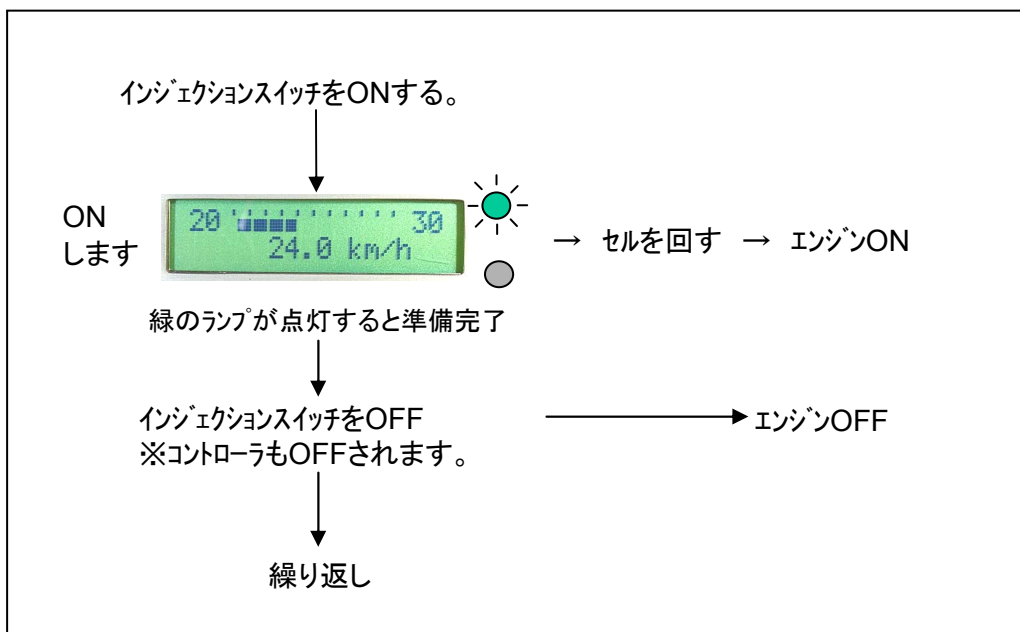 インジェクションスイッチをONする。
ON
します
20 30
24.0 km/h
→ セルを回す → エンジンON
緑のランプが点灯すると準備完了
インジェクションスイッチをOFF
エンジンOFF
※コントローラもOFFされます。
繰り返し